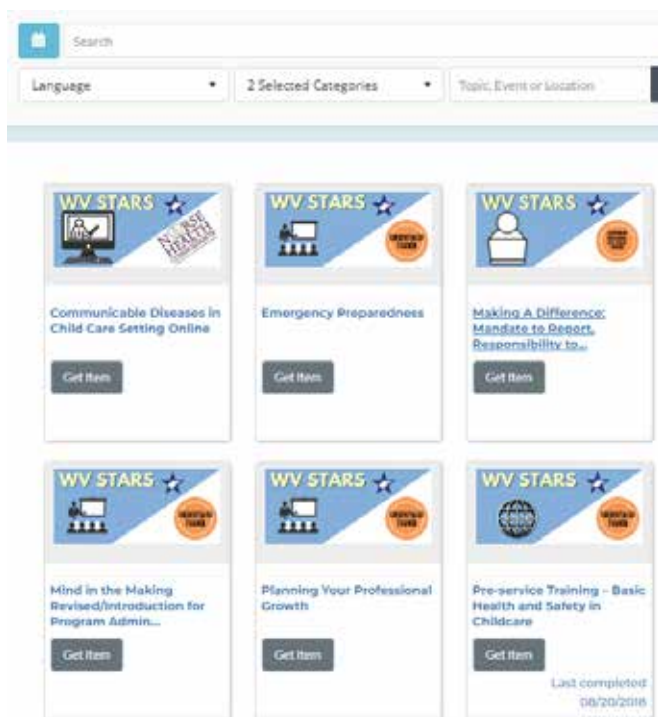 Search
Language
2 Selected Categories
Topic, Event or Location
WV STARS
NURSE
HEALTH
WV STARS
WV STARS
Communicable Diseases in
Child Care Setting Online
Emergency Preparedness
Making A Difference:
Mandate to Report,
Responsibility to...
Get Item
Get Item
Get Item
WV STARS
WV STARS
WV STARS
Mind in the Making
Revised/Introduction for
Program Admin...
Planning Your Professional
Growth
Pre-service Training – Basic
Health and Safety in
Childcare
Get Item
Get Item
Get Item
Last completed
08/20/2018